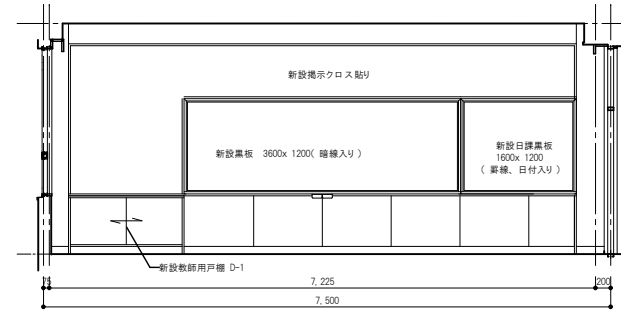 新設掲示クロス貼り
新設黒板 3600x 1200( 暗線入り )
新設日課黒板
1600x 1200
( 罫線、日付入り )
新設教師用戸棚 D-1
75
7,225
200
7,500